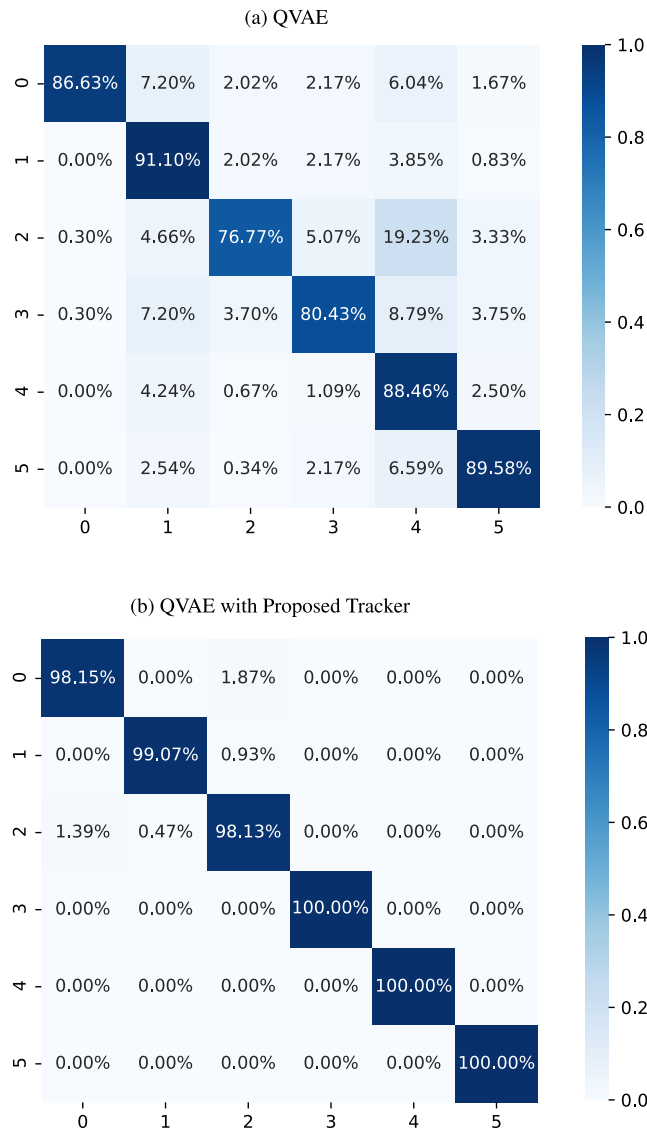 (a) QVAE
0 86.63% 7.20% 2.02% 2.17% 6.04% 1.67%
1 0.00% 91.10% 2.02% 2.17% 3.85% 0.83%
2 0.30% 4.66% 76.77% 5.07% 19.23% 3.33%
3 0.30% 7.20% 3.70% 80.43% 8.79% 3.75%
4 0.00% 4.24% 0.67% 1.09% 88.46% 2.50%
5 0.00% 2.54% 0.34% 2.17% 6.59% 89.58%
0 1 2 3 4 5
1.0
0.8
0.6
0.4
0.2
0.0
(b) QVAE with Proposed Tracker
0 98.15% 0.00% 1.87% 0.00% 0.00% 0.00%
1 0.00% 99.07% 0.93% 0.00% 0.00% 0.00%
2 1.39% 0.47% 98.13% 0.00% 0.00% 0.00%
3 0.00% 0.00% 0.00% 100.00% 0.00% 0.00%
4 0.00% 0.00% 0.00% 0.00% 100.00% 0.00%
5 0.00% 0.00% 0.00% 0.00% 0.00% 100.00%
0 1 2 3 4 5
1.0
0.8
0.6
0.4
0.2
0.0